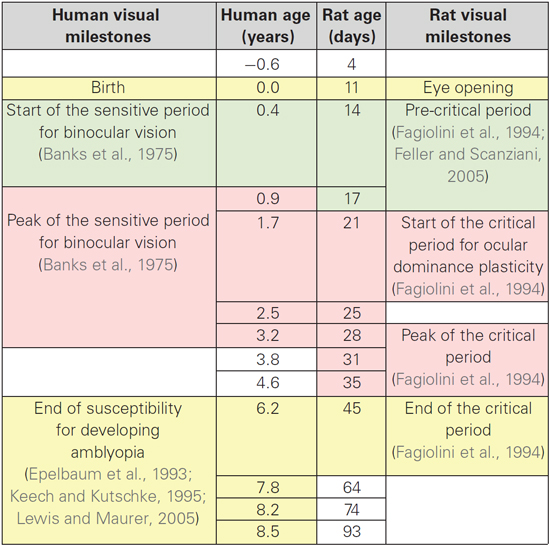 Human visual milestones | Human age (years) | Rat age (days) | Rat visual milestones
−0.6 | 4
Birth | 0.0 | 11 | Eye opening
Start of the sensitive period for binocular vision (Banks et al., 1975) | 0.4 | 14 | Pre-critical period (Fagiolini et al., 1994; Feller and Scanziani, 2005)
0.9 | 17
Peak of the sensitive period for binocular vision (Banks et al., 1975) | 1.7 | 21 | Start of the critical period for ocular dominance plasticity (Fagiolini et al., 1994)
2.5 | 25
3.2 | 28 | Peak of the critical period (Fagiolini et al., 1994)
3.8 | 31
4.6 | 35
End of susceptibility for developing amblyopia (Epelbaum et al., 1993; Keech and Kutschke, 1995; Lewis and Maurer, 2005) | 6.2 | 45 | End of the critical period (Fagiolini et al., 1994)
7.8 | 64
8.2 | 74
8.5 | 93